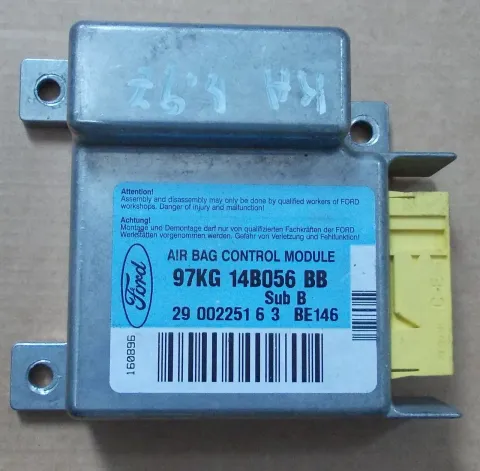 KA 4.97
Attention!
Assembly and disassembly may only be done by qualified workers of FORD
workshops. Danger of injury and malfunction!
Achtung!
Montage und Demontage darf nur von qualifizierten Fachkräften der FORD
Werkstätten vorgenommen werden. Gefahr von Verletzung und Fehlfunktion!
AIR BAG CONTROL MODULE
97KG 14B056 BB
Sub B
29 002251 6 3 BE146
Ford
160896